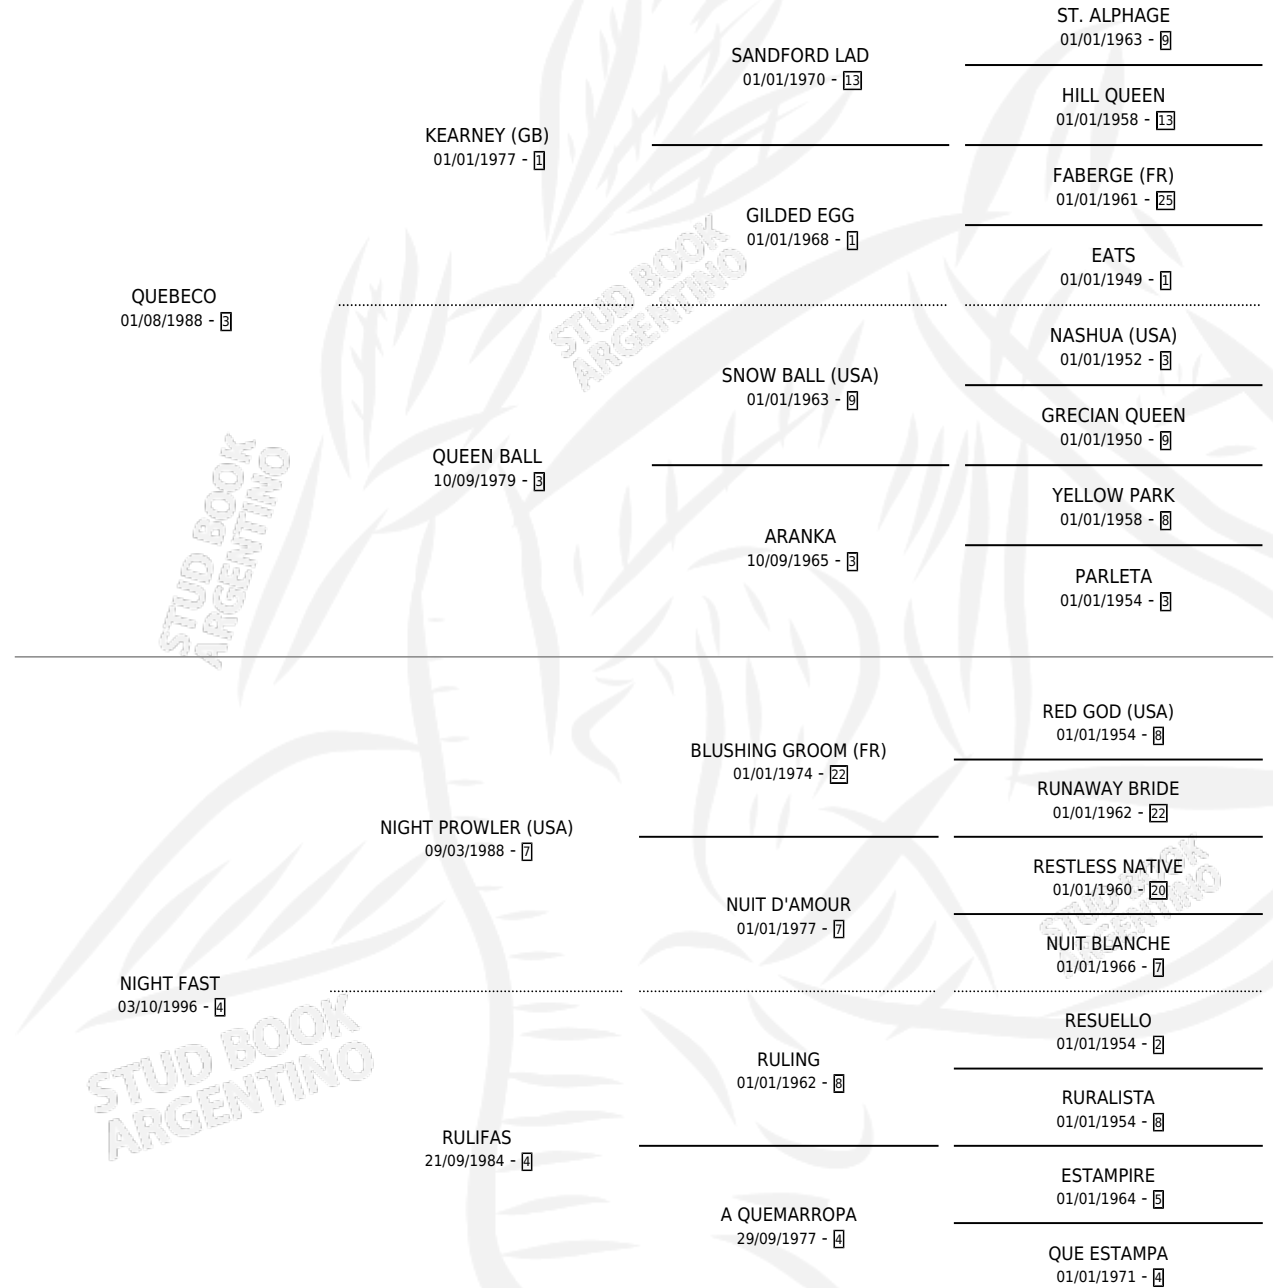 ST. ALPHAGE
01/01/1963 - 9
SANDFORD LAD
01/01/1970 - 13
HILL QUEEN
01/01/1958 - 13
KEARNEY (GB)
01/01/1977 - 1
FABERGE (FR)
01/01/1961 - 25
GILDED EGG
01/01/1968 - 1
EATS
01/01/1949 - 1
QUEBECO
01/08/1988 - 3
NASHUA (USA)
01/01/1952 - 3
SNOW BALL (USA)
01/01/1963 - 9
GRECIAN QUEEN
01/01/1950 - 9
QUEEN BALL
10/09/1979 - 3
YELLOW PARK
01/01/1958 - 8
ARANKA
10/09/1965 - 3
PARLETA
01/01/1954 - 3
RED GOD (USA)
01/01/1954 - 8
BLUSHING GROOM (FR)
01/01/1974 - 22
RUNAWAY BRIDE
01/01/1962 - 22
NIGHT PROWLER (USA)
09/03/1988 - 7
RESTLESS NATIVE
01/01/1960 - 20
NUIT D'AMOUR
01/01/1977 - 7
NUIT BLANCHE
01/01/1966 - 7
NIGHT FAST
03/10/1996 - 4
RESUELLO
01/01/1954 - 2
RULING
01/01/1962 - 8
RURALISTA
01/01/1954 - 8
RULIFAS
21/09/1984 - 4
ESTAMPIRE
01/01/1964 - 5
A QUEMARROPA
29/09/1977 - 4
QUE ESTAMPA
01/01/1971 - 4
STUD BOOK
ARGENTINO
STUD BOOK
ARGENTINO
STUD BOOK
ARGENTINO
STUD BOOK
ARGENTINO